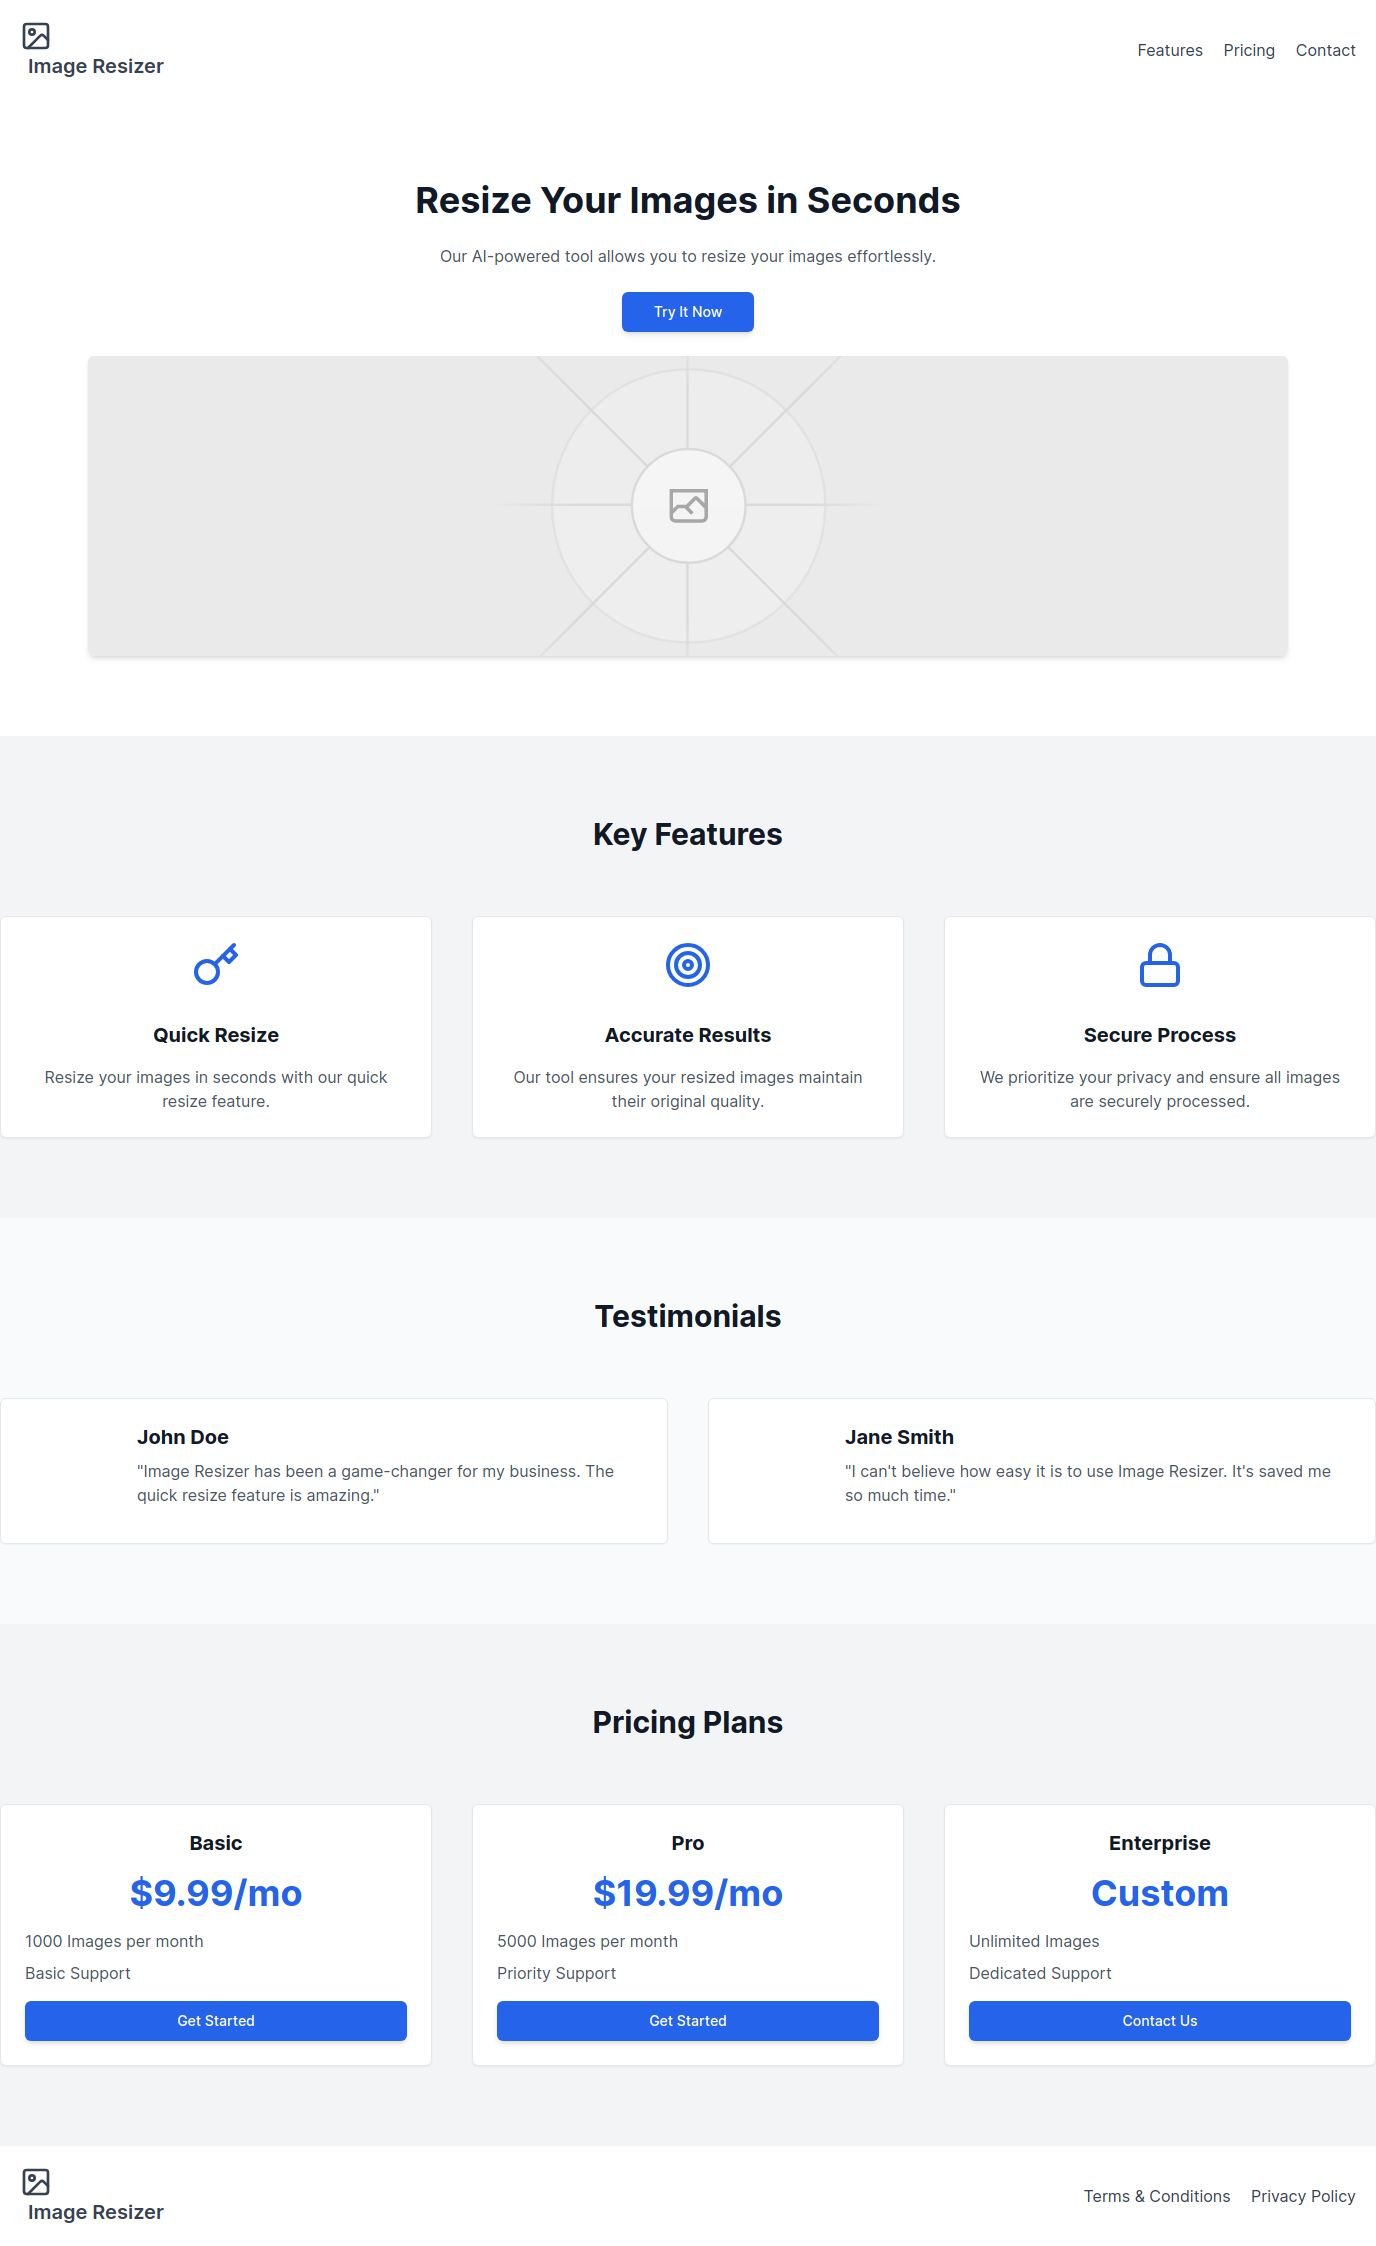 Image Resizer
Features Pricing Contact
Resize Your Images in Seconds
Our AI-powered tool allows you to resize your images effortlessly.
Try It Now
Key Features
Quick Resize
Resize your images in seconds with our quick
resize feature.
Accurate Results
Our tool ensures your resized images maintain
their original quality.
Secure Process
We prioritize your privacy and ensure all images
are securely processed.
Testimonials
John Doe
"Image Resizer has been a game-changer for my business. The
quick resize feature is amazing."
Jane Smith
"I can't believe how easy it is to use Image Resizer. It's saved me
so much time."
Pricing Plans
Basic
$9.99/mo
1000 Images per month
Basic Support
Get Started
Pro
$19.99/mo
5000 Images per month
Priority Support
Get Started
Enterprise
Custom
Unlimited Images
Dedicated Support
Contact Us
Image Resizer
Terms & Conditions Privacy Policy